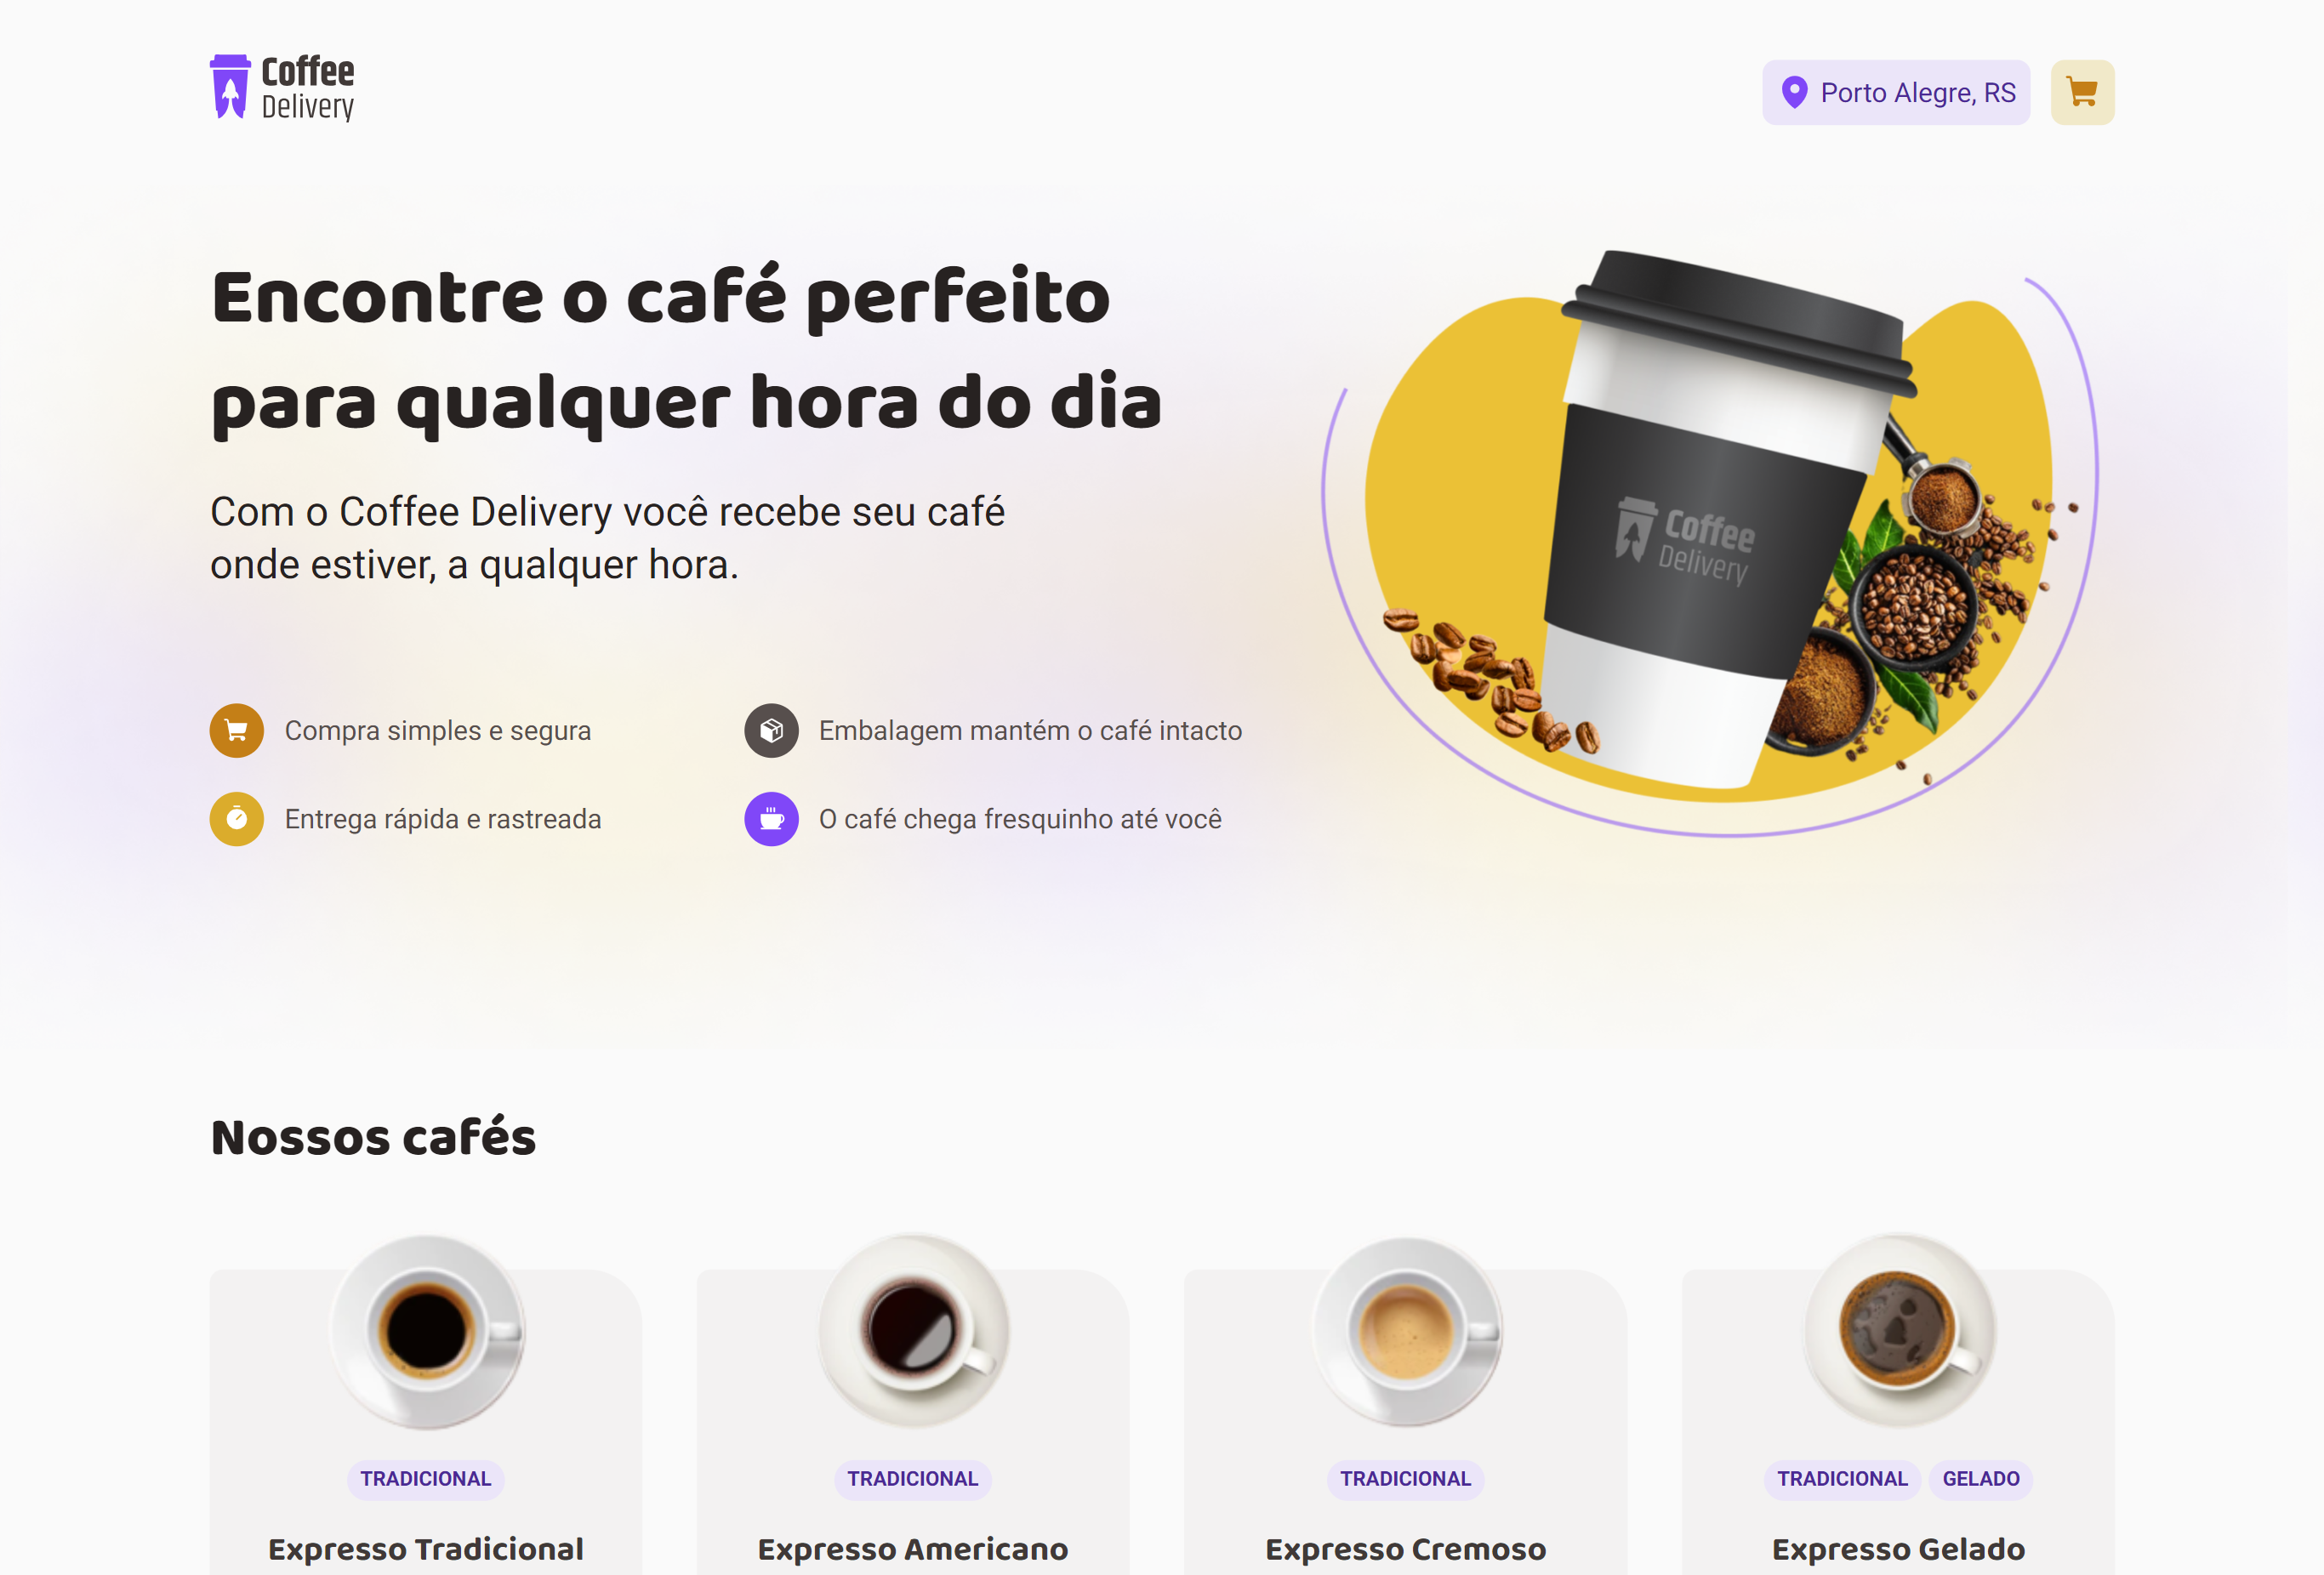 Coffee
Delivery
Porto Alegre, RS
Encontre o café perfeito
para qualquer hora do dia
Com o Coffee Delivery você recebe seu café
onde estiver, a qualquer hora.
Coffee
Delivery
Compra simples e segura
Embalagem mantém o café intacto
Entrega rápida e rastreada
O café chega fresquinho até você
Nossos cafés
TRADICIONAL
Expresso Tradicional
TRADICIONAL
Expresso Americano
TRADICIONAL
Expresso Cremoso
TRADICIONAL GELADO
Expresso Gelado